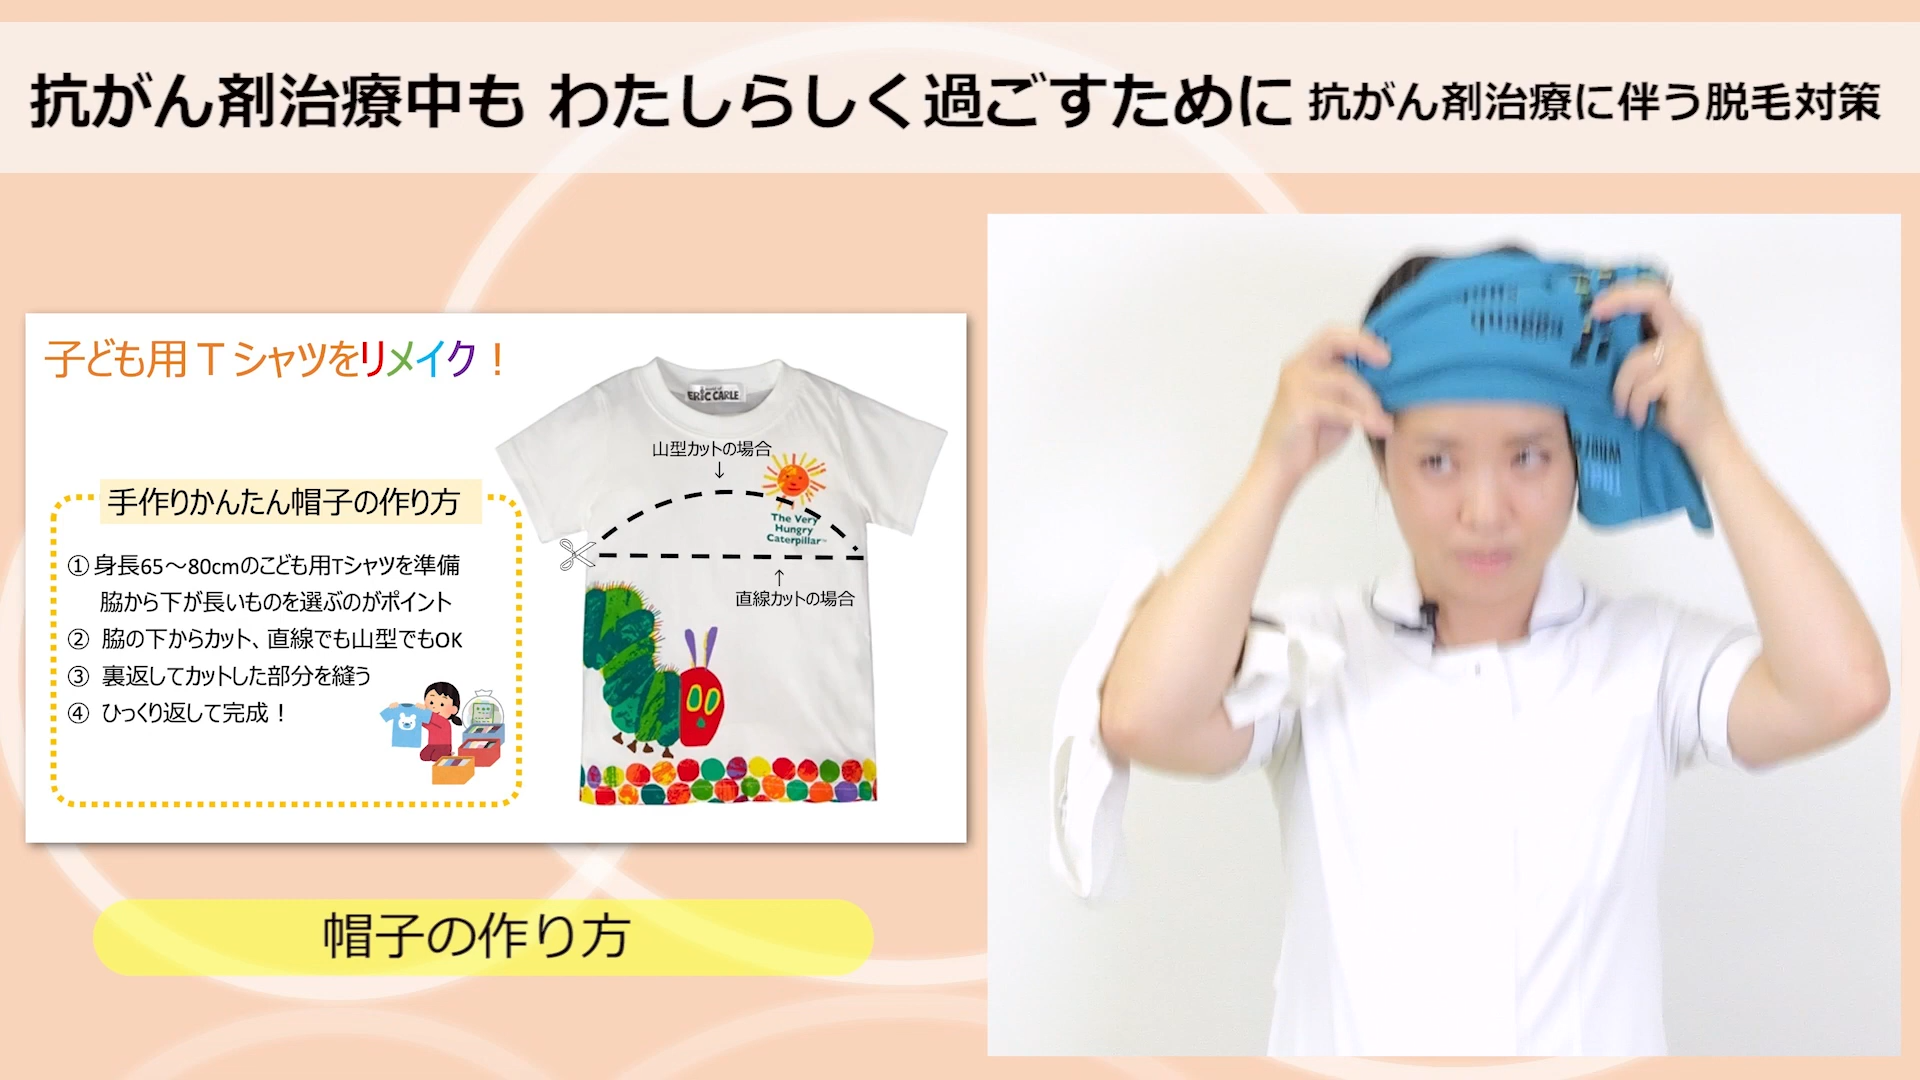 抗がん剤治療中も わたしらしく過ごすために 抗がん剤治療に伴う脱毛対策
子ども用Tシャツをリメイク！
手作りかんたん帽子の作り方
① 身長65～80cmのこども用Tシャツを準備
脇から下が長いものを選ぶのがポイント
② 脇の下からカット、直線でも山型でもOK
③ 裏返してカットした部分を縫う
④ ひっくり返して完成！
ERIC CARLE
山型カットの場合
↓
The Very
Hungry
Caterpillar
↑
直線カットの場合
帽子の作り方